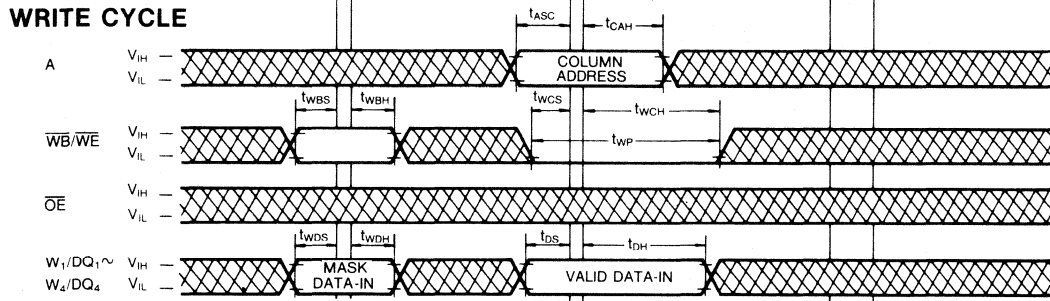 WRITE CYCLE
tASC tCAH
A VIH COLUMN
VIL ADDRESS
tWBS tWBH tWCS tWCH
WB/WE VIH tWP
VIL
OE VIH
VIL
tWDS tWDH tDS tDH
W1/DQ1~ VIH MASK VALID DATA-IN
W4/DQ4 VIL DATA-IN